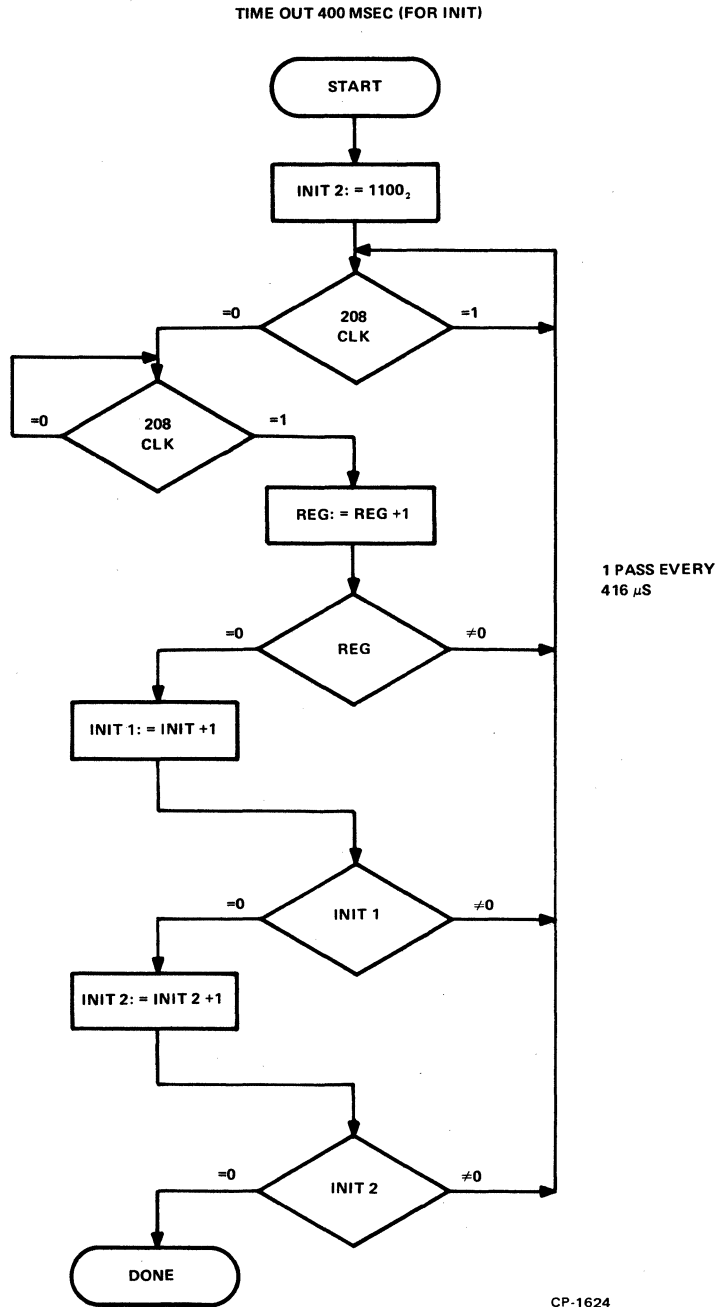 TIME OUT 400 MSEC (FOR INIT)
START
INIT 2: = 1100₂
208
CLK
=0
=1
208
CLK
=0
=1
REG: = REG +1
1 PASS EVERY
416 µS
REG
=0
≠0
INIT 1: = INIT +1
INIT 1
=0
≠0
INIT 2: = INIT 2 +1
INIT 2
=0
≠0
DONE
CP-1624